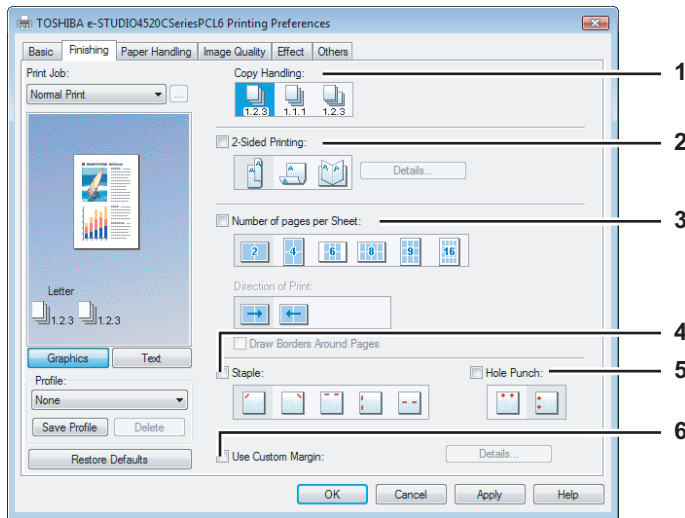 TOSHIBA e-STUDIO4520CSeriesPCL6 Printing Preferences
Basic Finishing Paper Handling Image Quality Effect Others
Print Job:
Normal Print
...
Letter
1.2.3 1.2.3
Graphics Text
Profile:
None
Save Profile Delete
Restore Defaults
Copy Handling: 1
1.2.3 1.1.1 1.2.3
2-Sided Printing: 2
A A A A
Details...
Number of pages per Sheet: 3
2 4 6 8 9 16
Direction of Print:
Draw Borders Around Pages
4
Staple: Hole Punch: 5
6
Use Custom Margin: Details...
OK Cancel Apply Help